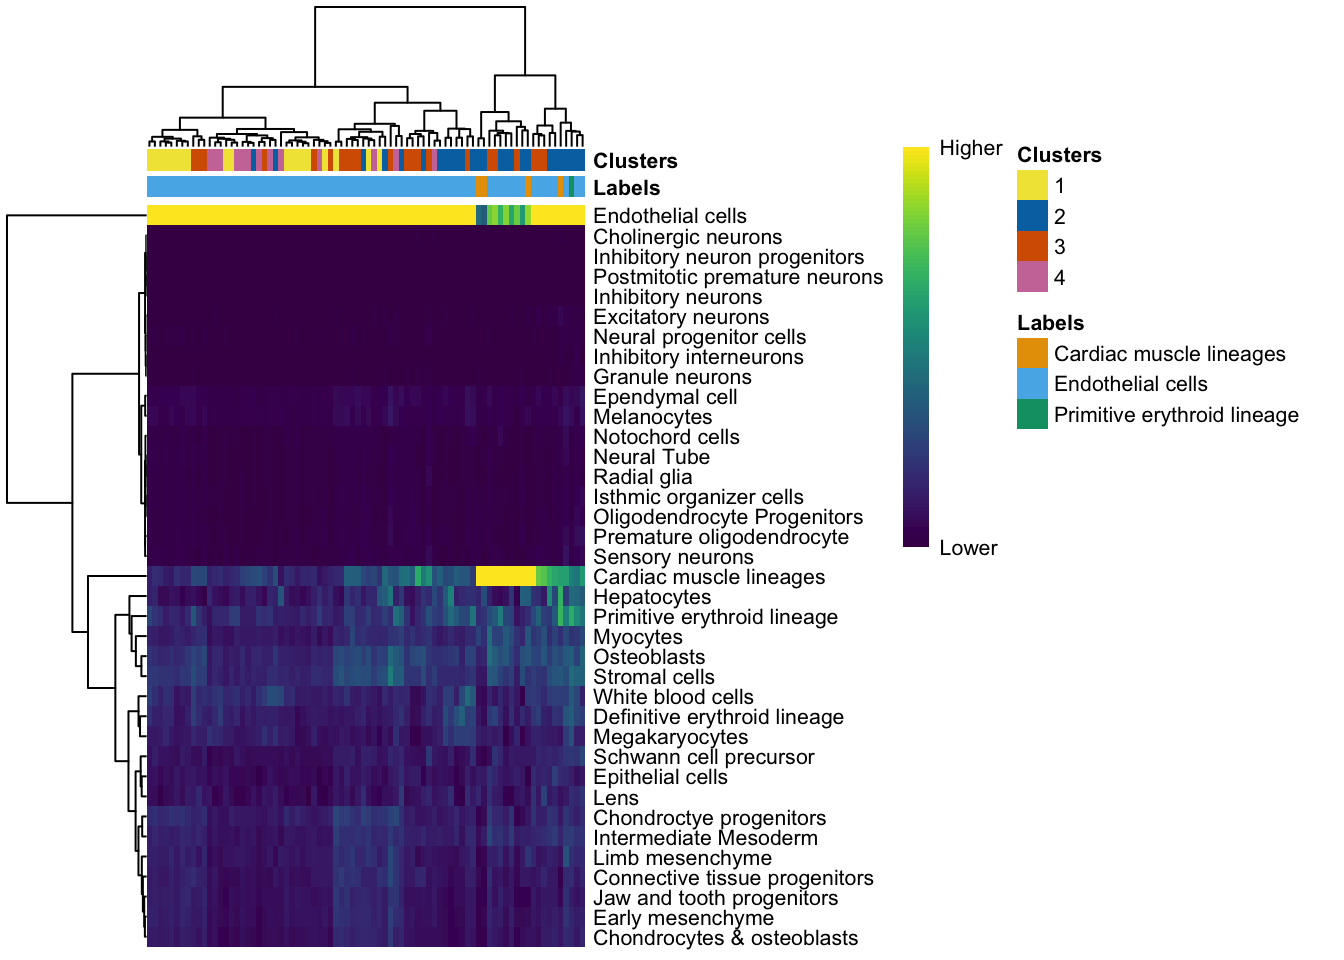 Clusters
Labels
Endothelial cells
Cholinergic neurons
Inhibitory neuron progenitors
Postmitotic premature neurons
Inhibitory neurons
Excitatory neurons
Neural progenitor cells
Inhibitory interneurons
Granule neurons
Ependymal cell
Melanocytes
Notochord cells
Neural Tube
Radial glia
Isthmic organizer cells
Oligodendrocyte Progenitors
Premature oligodendrocyte
Sensory neurons
Cardiac muscle lineages
Hepatocytes
Primitive erythroid lineage
Myocytes
Osteoblasts
Stromal cells
White blood cells
Definitive erythroid lineage
Megakaryocytes
Schwann cell precursor
Epithelial cells
Lens
Chondroctye progenitors
Intermediate Mesoderm
Limb mesenchyme
Connective tissue progenitors
Jaw and tooth progenitors
Early mesenchyme
Chondrocytes & osteoblasts
Higher
Lower
Clusters
1
2
3
4
Labels
Cardiac muscle lineages
Endothelial cells
Primitive erythroid lineage